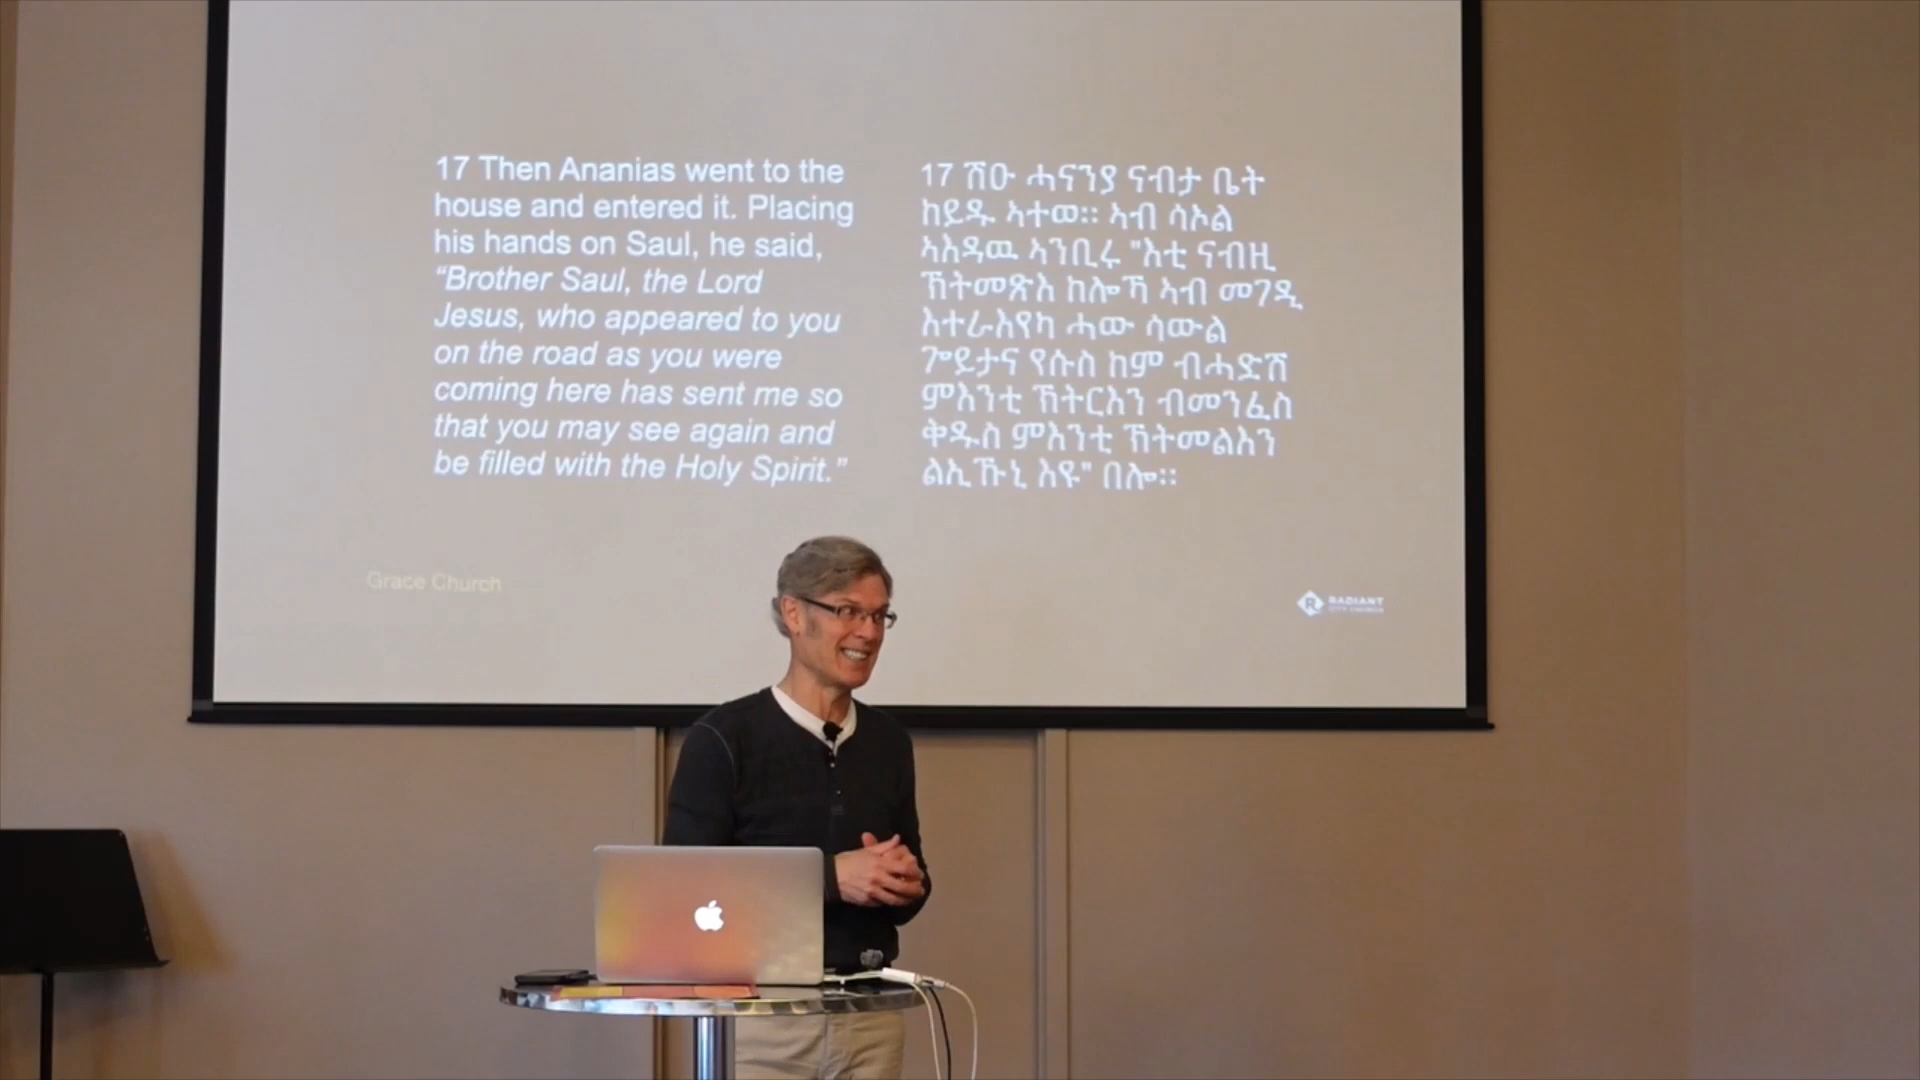 17 Then Ananias went to the
house and entered it. Placing
his hands on Saul, he said,
“Brother Saul, the Lord
Jesus, who appeared to you
on the road as you were
coming here has sent me so
that you may see again and
be filled with the Holy Spirit.”
17 ሽዑ ሓናንያ ናብታ ቤት
ከይዱ ኣተወ። ኣብ ሳኦል
ኣእዳዉ ኣንቢሩ "እቲ ናብዚ
ኽትመጽእ ከሎኻ ኣብ መገዲ
እተራእየካ ሓው ሳውል
ጐይታና የሱስ ከም ብሓድሽ
ምእንቲ ኽትርእን ብመንፈስ
ቅዱስ ምእንቲ ኽትመልእን
ልኢኹኒ እዩ" በሎ።
Grace Church
RADIANT
CITY CHURCH